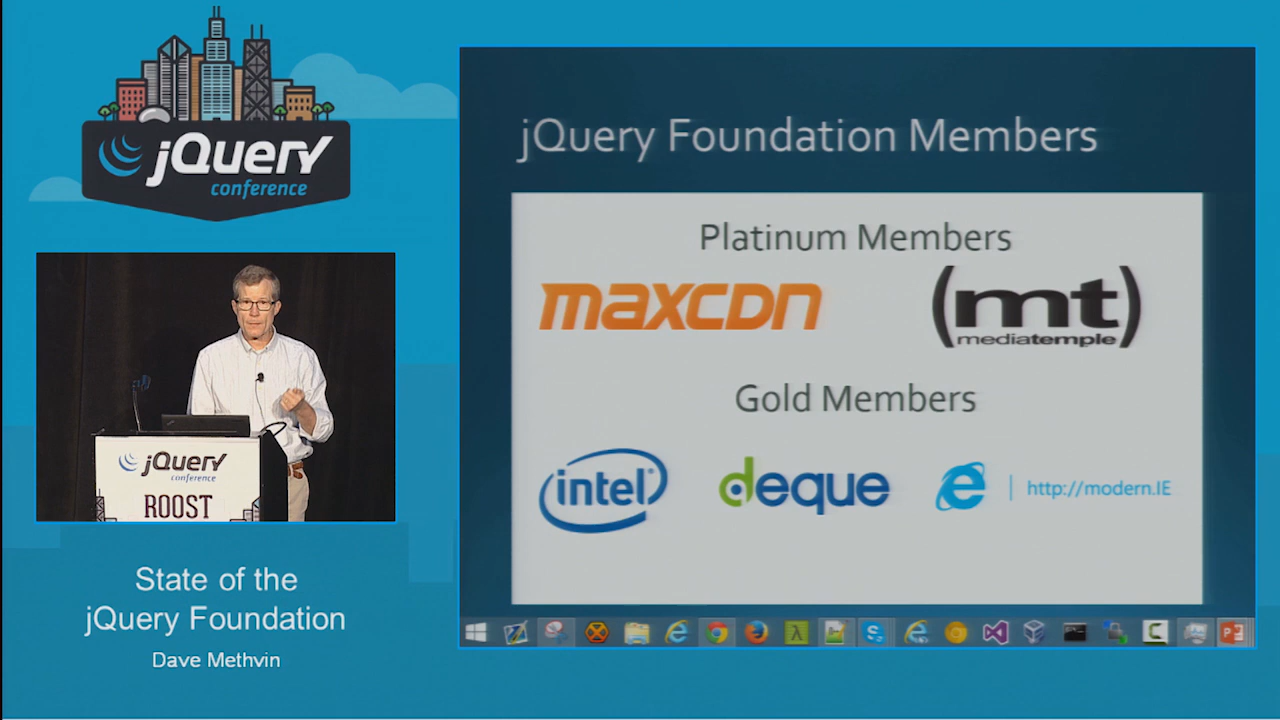 jQuery
conference
jQuery
conference
ROOST
State of the
jQuery Foundation
Dave Methvin
jQuery Foundation Members
Platinum Members
maxcdn
(mt)
mediatemple
Gold Members
intel
deque
http://modern.IE